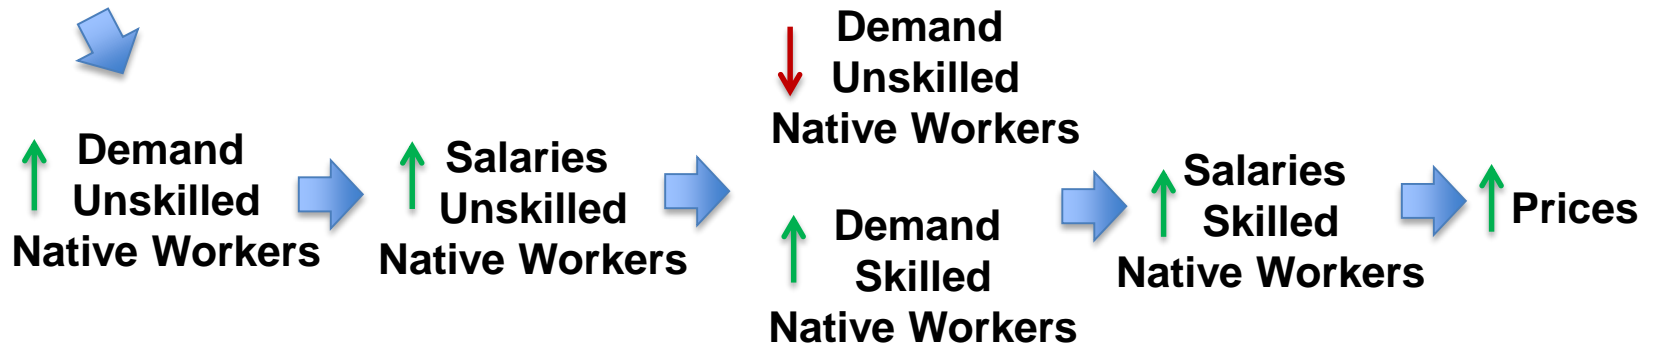 Demand
Unskilled
Native Workers
Salaries
Unskilled
Native Workers
Demand
Unskilled
Native Workers
Demand
Skilled
Native Workers
Salaries
Skilled
Native Workers
Prices